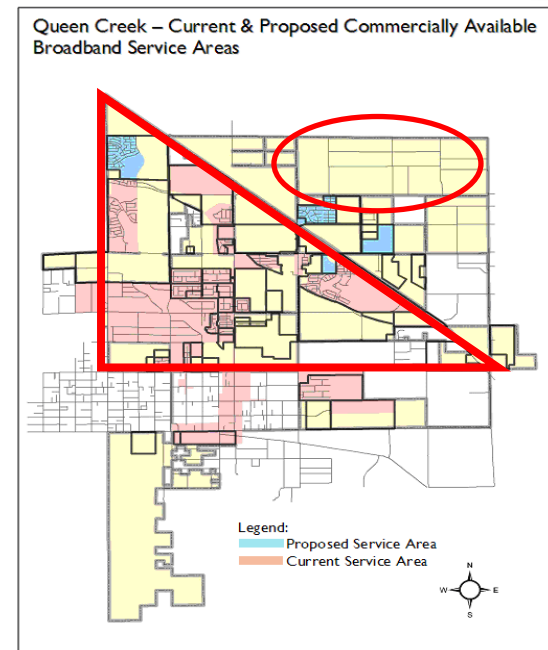 Queen Creek – Current & Proposed Commercially Available
Broadband Service Areas
Legend:
Proposed Service Area
Current Service Area
N
W E
S